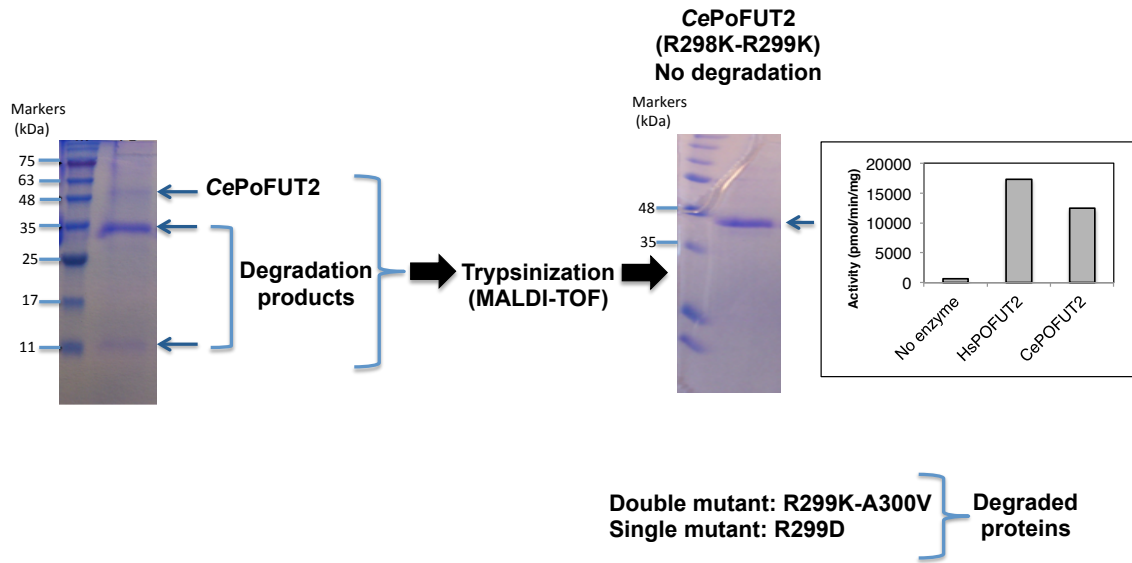 CePoFUT2
(R298K-R299K)
No degradation
Markers
(kDa)
75
63
48
35
25
17
11
CePoFUT2
Degradation
products
Trypsinization
(MALDI-TOF)
Markers
(kDa)
48
35
Activity (pmol/min/mg)
20000
15000
10000
5000
0
No enzyme
HsPOFUT2
CePOFUT2
Double mutant: R299K-A300V
Single mutant: R299D
Degraded
proteins